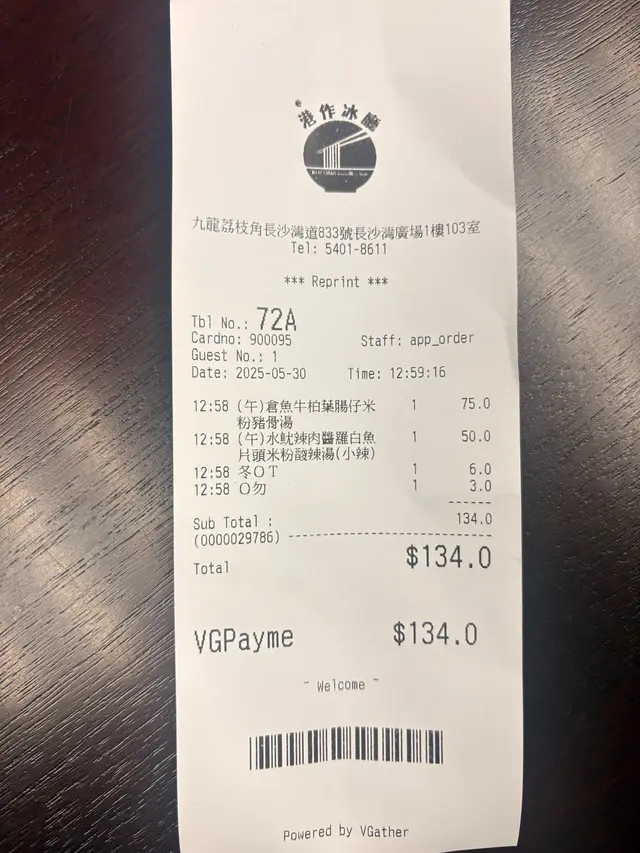 港作冰廳
九龍荔枝角長沙灣道833號長沙灣廣場1樓103室
Tel: 5401-8611
*** Reprint ***
Tbl No.: 72A
Cardno: 900095 Staff: app_order
Guest No.: 1
Date: 2025-05-30 Time: 12:59:16
12:58 (午)倉魚牛柏葉腸仔米 1 75.0
粉豬骨湯
12:58 (午)水魷辣肉醬羅白魚 1 50.0
片頭米粉酸辣湯(小辣)
12:58 冬OT 1 6.0
12:58 O勿 1 3.0
Sub Total : 134.0
(0000029786)
Total $134.0
VGPayme $134.0
~ Welcome ~
Powered by VGather